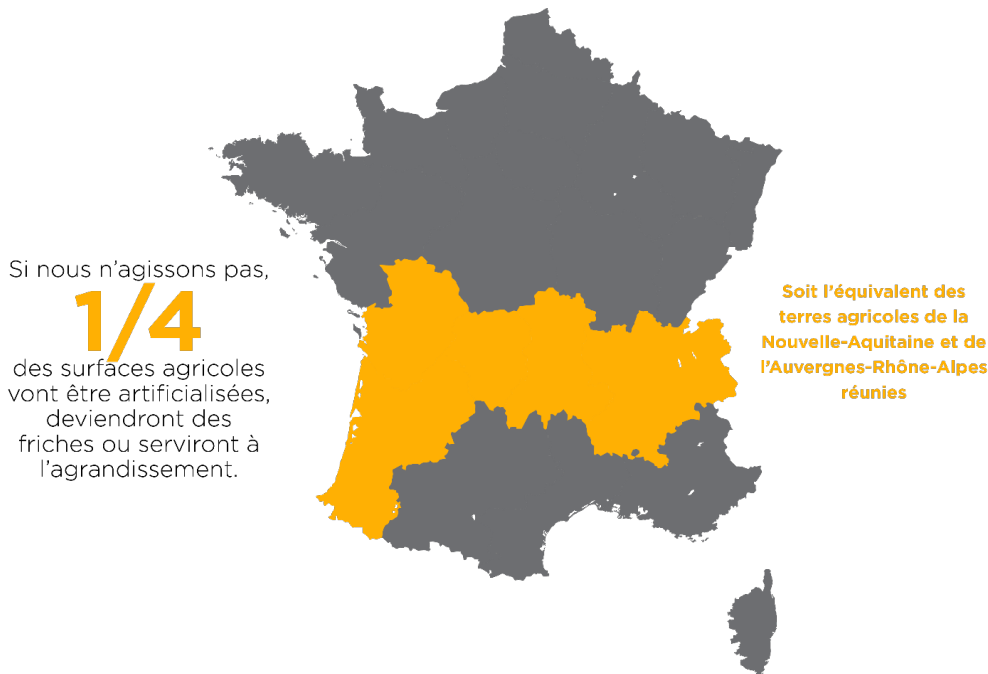 Si nous n'agissons pas,
1/4
des surfaces agricoles
vont être artificialisées,
deviendront des
friches ou serviront à
l'agrandissement.
Soit l'équivalent des
terres agricoles de la
Nouvelle-Aquitaine et de
l'Auvergnes-Rhône-Alpes
réunies